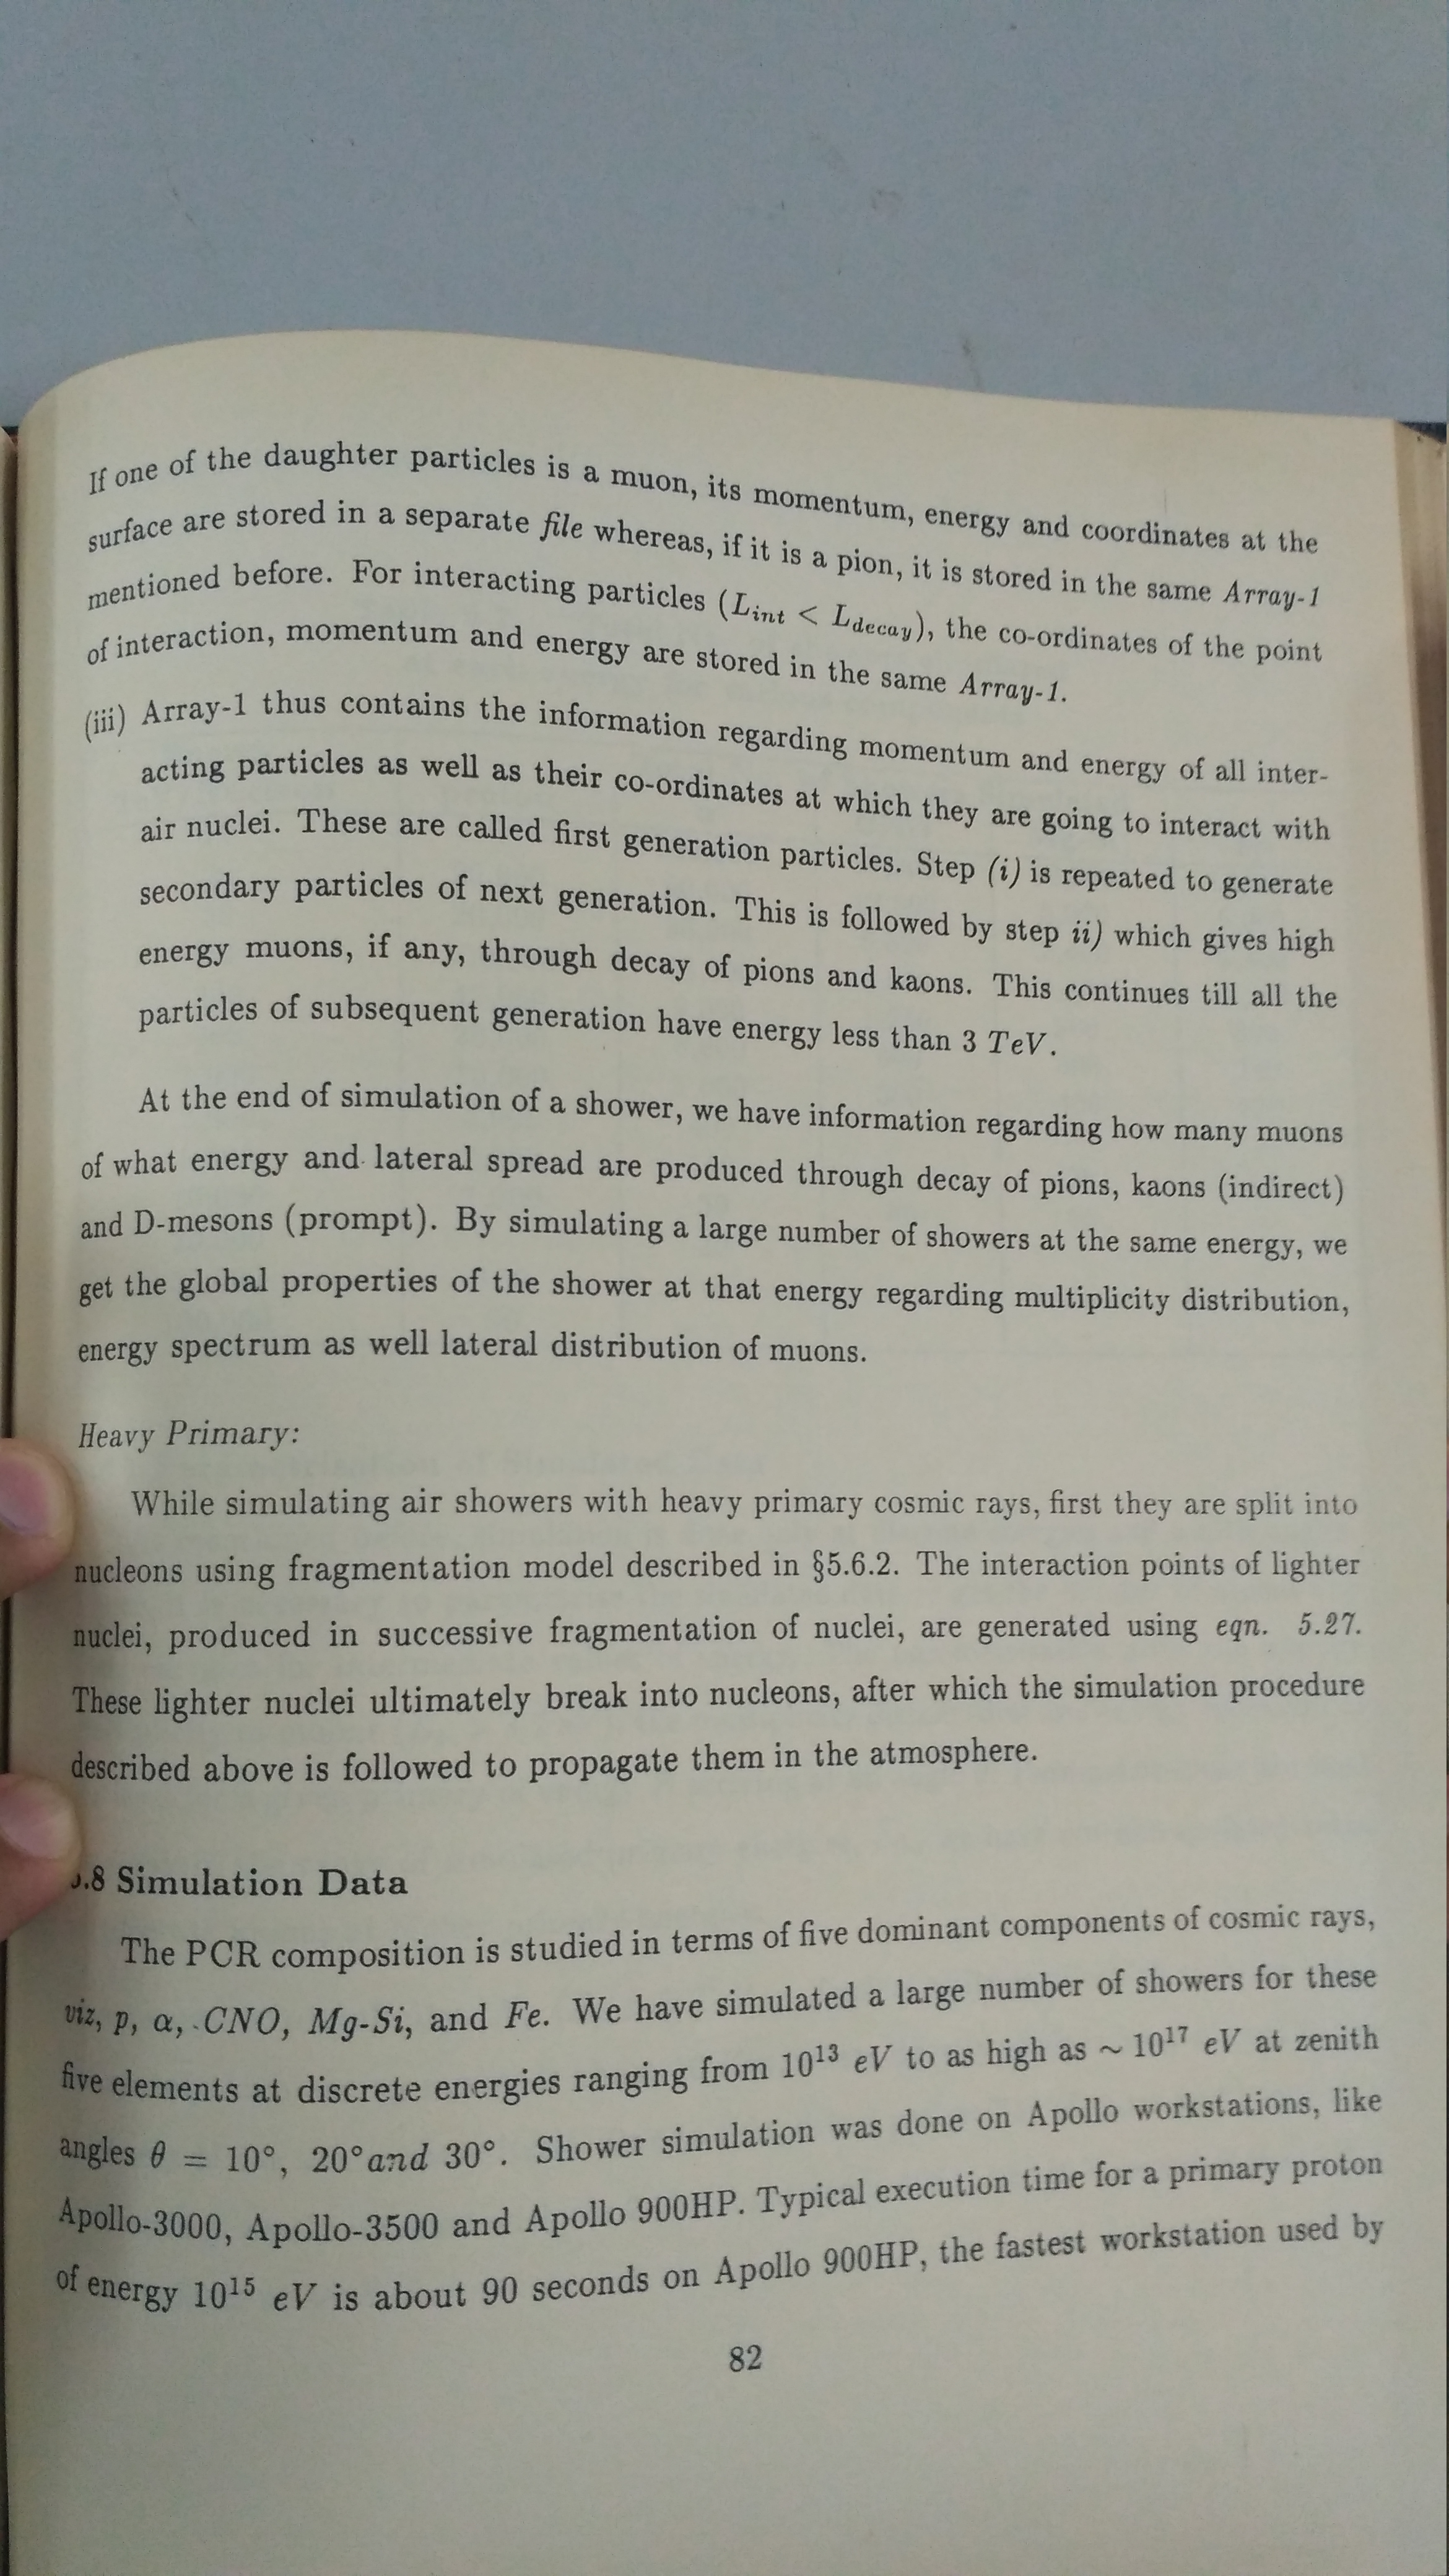 If one of the daughter particles is a muon, its momentum, energy and coordinates at the
surface are stored in a separate file whereas, if it is a pion, it is stored in the same Array-1
mentioned before. For interacting particles (L_int < L_decay), the co-ordinates of the point
of interaction, momentum and energy are stored in the same Array-1.
(iii) Array-1 thus contains the information regarding momentum and energy of all inter-
acting particles as well as their co-ordinates at which they are going to interact with
air nuclei. These are called first generation particles. Step (i) is repeated to generate
secondary particles of next generation. This is followed by step ii) which gives high
energy muons, if any, through decay of pions and kaons. This continues till all the
particles of subsequent generation have energy less than 3 TeV.
At the end of simulation of a shower, we have information regarding how many muons
of what energy and lateral spread are produced through decay of pions, kaons (indirect)
and D-mesons (prompt). By simulating a large number of showers at the same energy, we
get the global properties of the shower at that energy regarding multiplicity distribution,
energy spectrum as well lateral distribution of muons.
Heavy Primary:
While simulating air showers with heavy primary cosmic rays, first they are split into
nucleons using fragmentation model described in §5.6.2. The interaction points of lighter
nuclei, produced in successive fragmentation of nuclei, are generated using eqn. 5.27.
These lighter nuclei ultimately break into nucleons, after which the simulation procedure
described above is followed to propagate them in the atmosphere.
.8 Simulation Data
The PCR composition is studied in terms of five dominant components of cosmic rays,
viz, p, α, CNO, Mg-Si, and Fe. We have simulated a large number of showers for these
five elements at discrete energies ranging from 10¹³ eV to as high as ~ 10¹⁷ eV at zenith
angles θ = 10°, 20°and 30°. Shower simulation was done on Apollo workstations, like
Apollo-3000, Apollo-3500 and Apollo 900HP. Typical execution time for a primary proton
of energy 10¹⁵ eV is about 90 seconds on Apollo 900HP, the fastest workstation used by
82